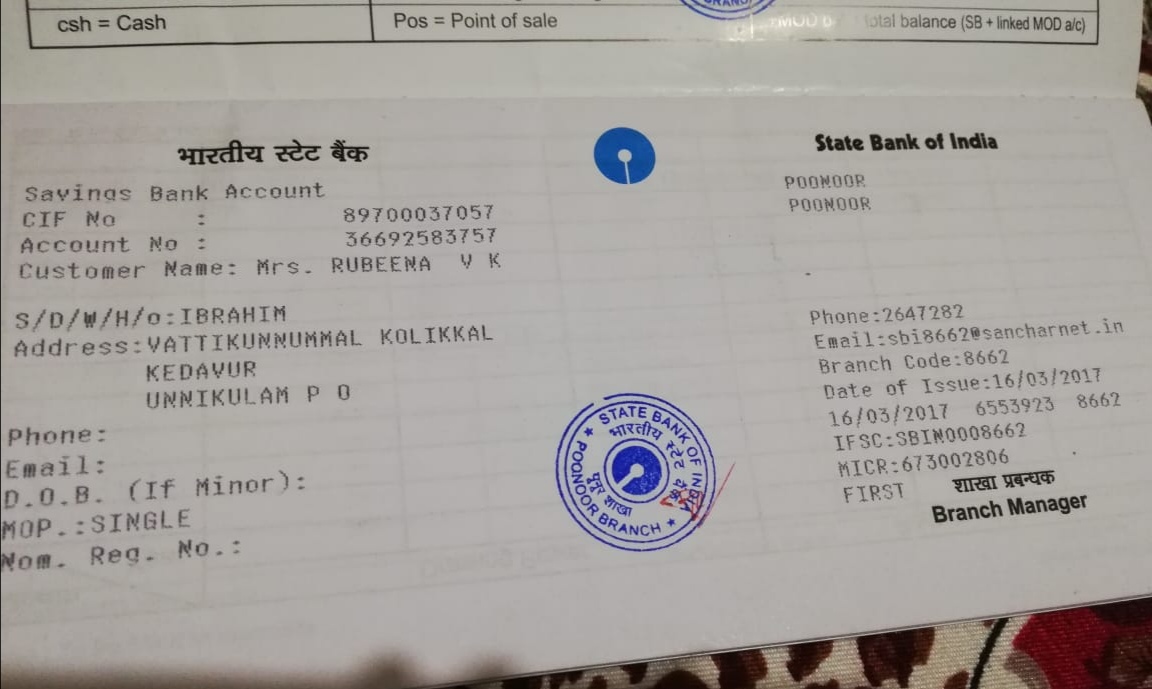 csh = Cash
Pos = Point of sale
+MOD b total balance (SB + linked MOD a/c)
भारतीय स्टेट बैंक
State Bank of India
Savings Bank Account
CIF No : 89700037057
Account No : 36692583757
Customer Name: Mrs. RUBEENA V K
POONOOR
POONOOR
S/D/W/H/o:IBRAHIM
Address:VATTIKUNNUMMAL KOLIKKAL
KEDAVUR
UNNIKULAM P O
Phone:
Email:
D.O.B. (If Minor):
MOP.:SINGLE
Nom. Reg. No.:
STATE BANK OF INDIA
भारतीय स्टेट बैंक
पूनूर शाखा
POONOOR BRANCH
Phone:2647282
Email:sbi8662@sancharnet.in
Branch Code:8662
Date of Issue:16/03/2017
16/03/2017 6553923 8662
IFSC:SBIN0008662
MICR:673002806
FIRST
शाखा प्रबन्धक
Branch Manager